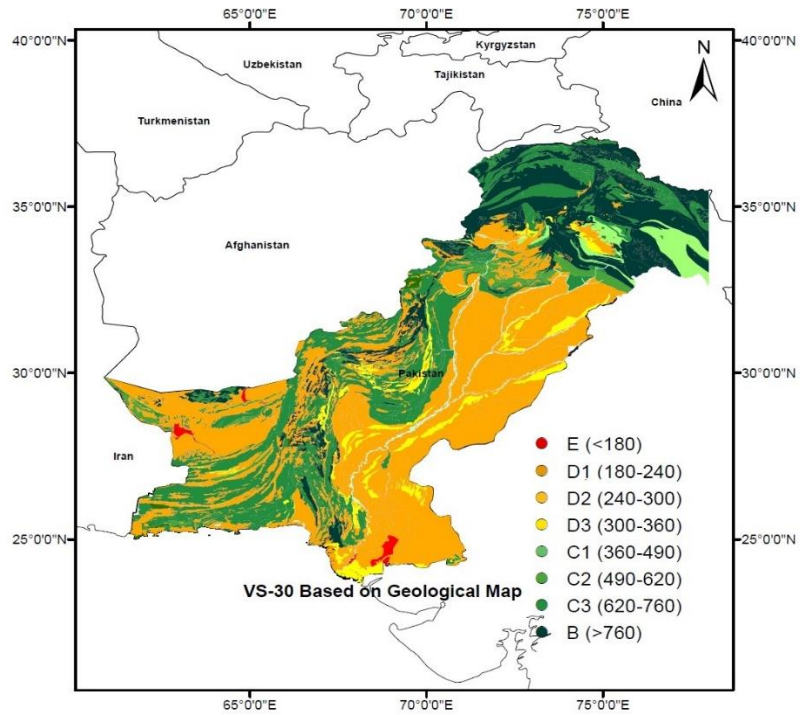 65°0'0"E 70°0'0"E 75°0'0"E
40°0'0"N 40°0'0"N
Kyrgyzstan
N
Uzbekistan
Tajikistan
China
Turkmenistan
35°0'0"N 35°0'0"N
Afghanistan
30°0'0"N 30°0'0"N
Pakistan
Iran
E (<180)
D1 (180-240)
D2 (240-300)
D3 (300-360)
C1 (360-490)
C2 (490-620)
C3 (620-760)
B (>760)
25°0'0"N 25°0'0"N
VS-30 Based on Geological Map
65°0'0"E 70°0'0"E 75°0'0"E